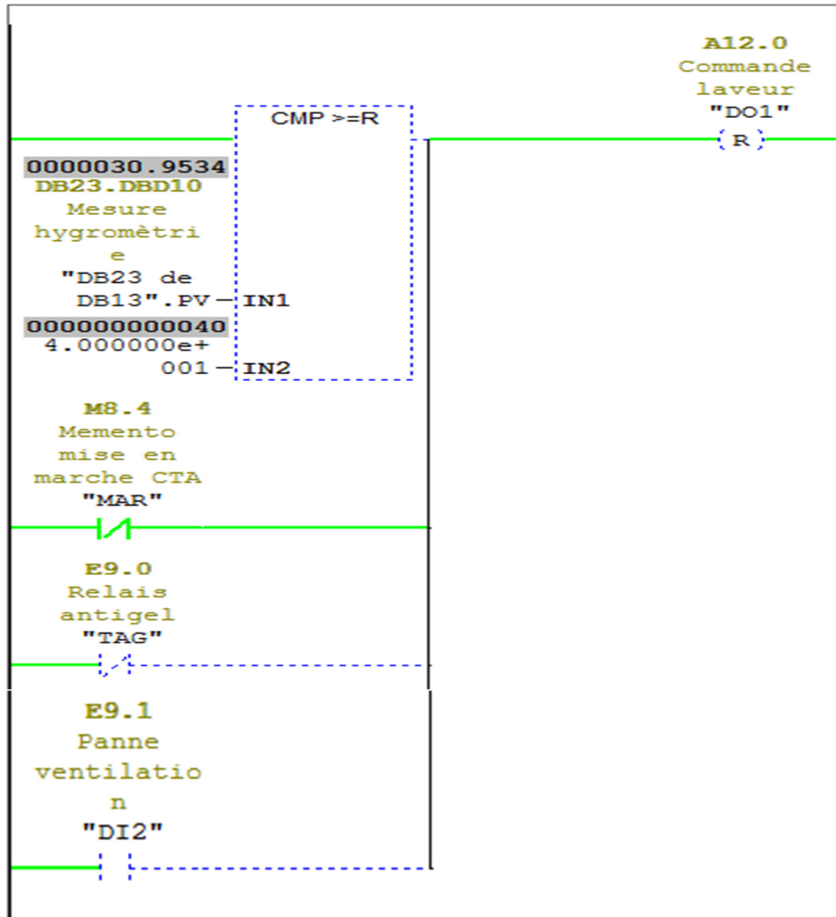 A12.0
Commande
laveur
"DO1"
R
CMP >=R
0000030.9534
DB23.DBD10
Mesure
hygromètri
e
"DB23 de
DB13".PV
IN1
000000000040
4.000000e+
001
IN2
M8.4
Memento
mise en
marche CTA
"MAR"
E9.0
Relais
antigel
"TAG"
E9.1
Panne
ventilatio
n
"DI2"